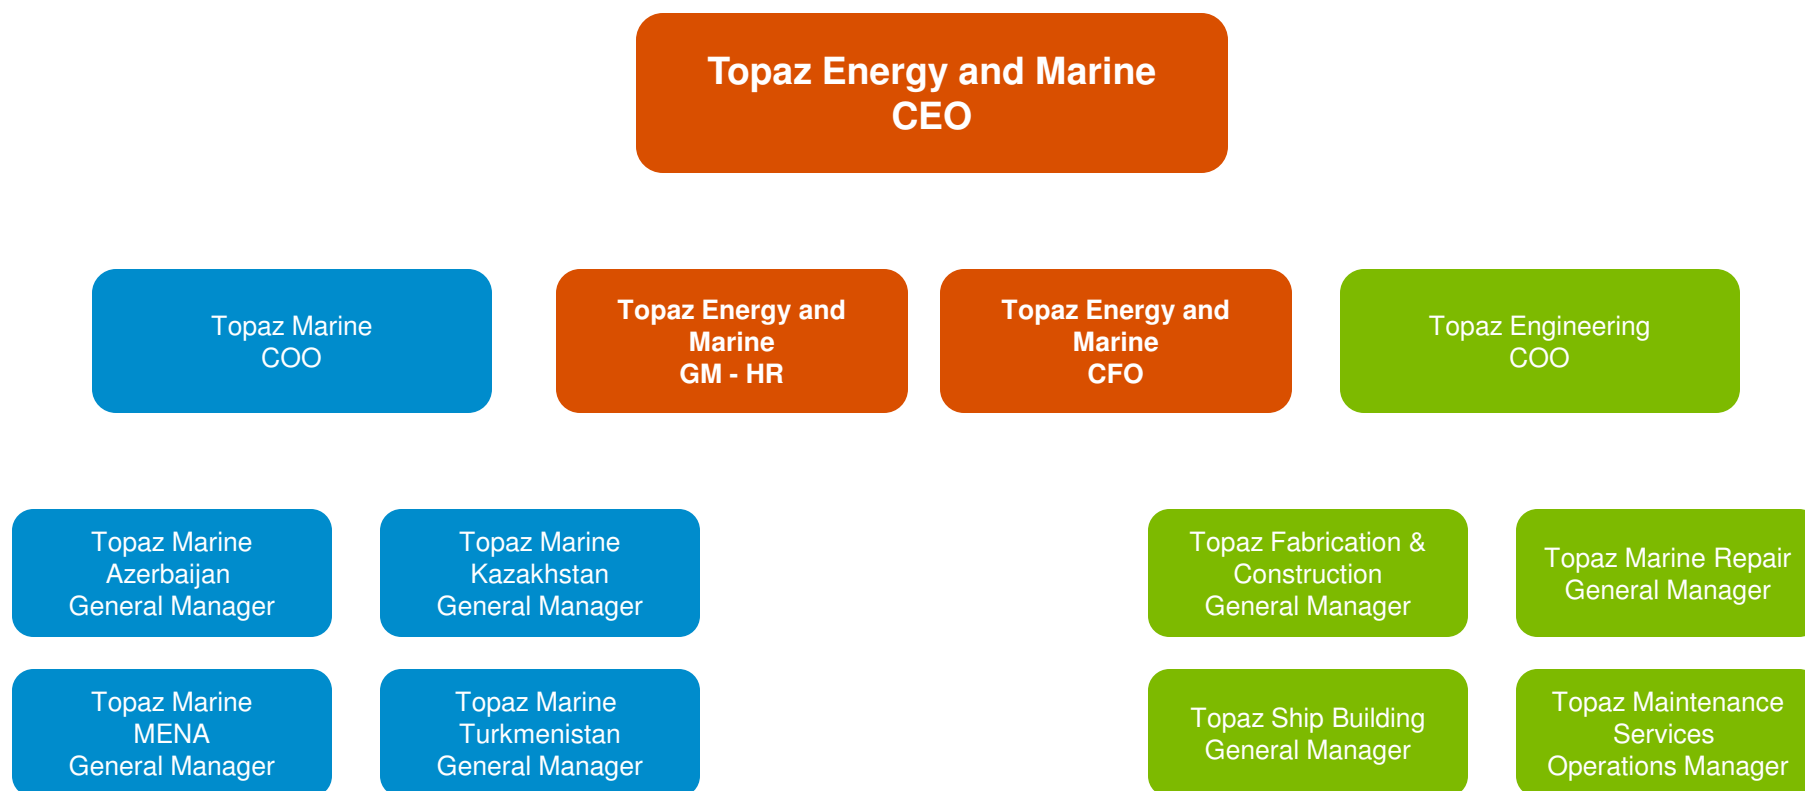 Topaz Energy and Marine
CEO
Topaz Marine
COO
Topaz Energy and
Marine
GM - HR
Topaz Energy and
Marine
CFO
Topaz Engineering
COO
Topaz Marine
Azerbaijan
General Manager
Topaz Marine
Kazakhstan
General Manager
Topaz Fabrication &
Construction
General Manager
Topaz Marine Repair
General Manager
Topaz Marine
MENA
General Manager
Topaz Marine
Turkmenistan
General Manager
Topaz Ship Building
General Manager
Topaz Maintenance
Services
Operations Manager